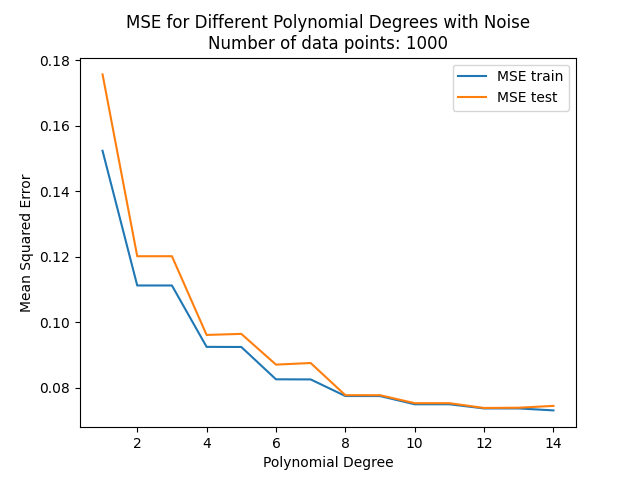 MSE for Different Polynomial Degrees with Noise
Number of data points: 1000
MSE train
MSE test
Mean Squared Error
0.18
0.16
0.14
0.12
0.10
0.08
2 4 6 8 10 12 14
Polynomial Degree